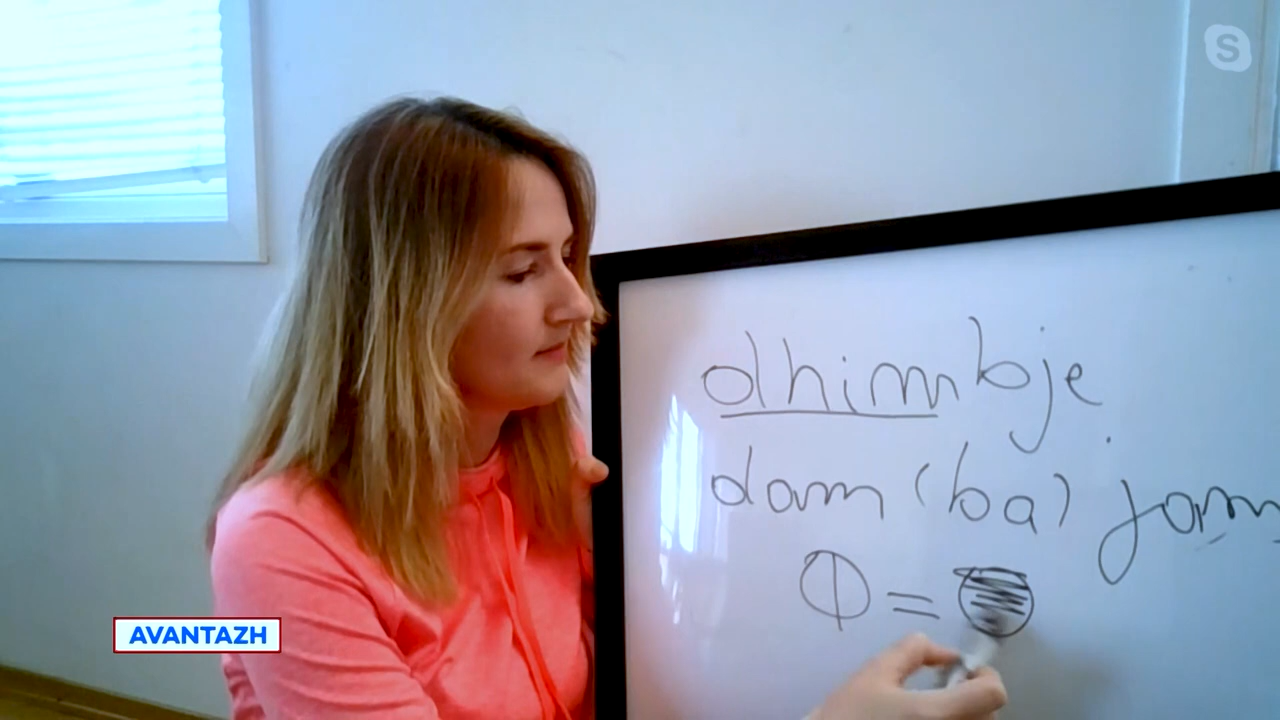 S
dhimbje
dam (ba) jam
Φ =
AVANTAZH